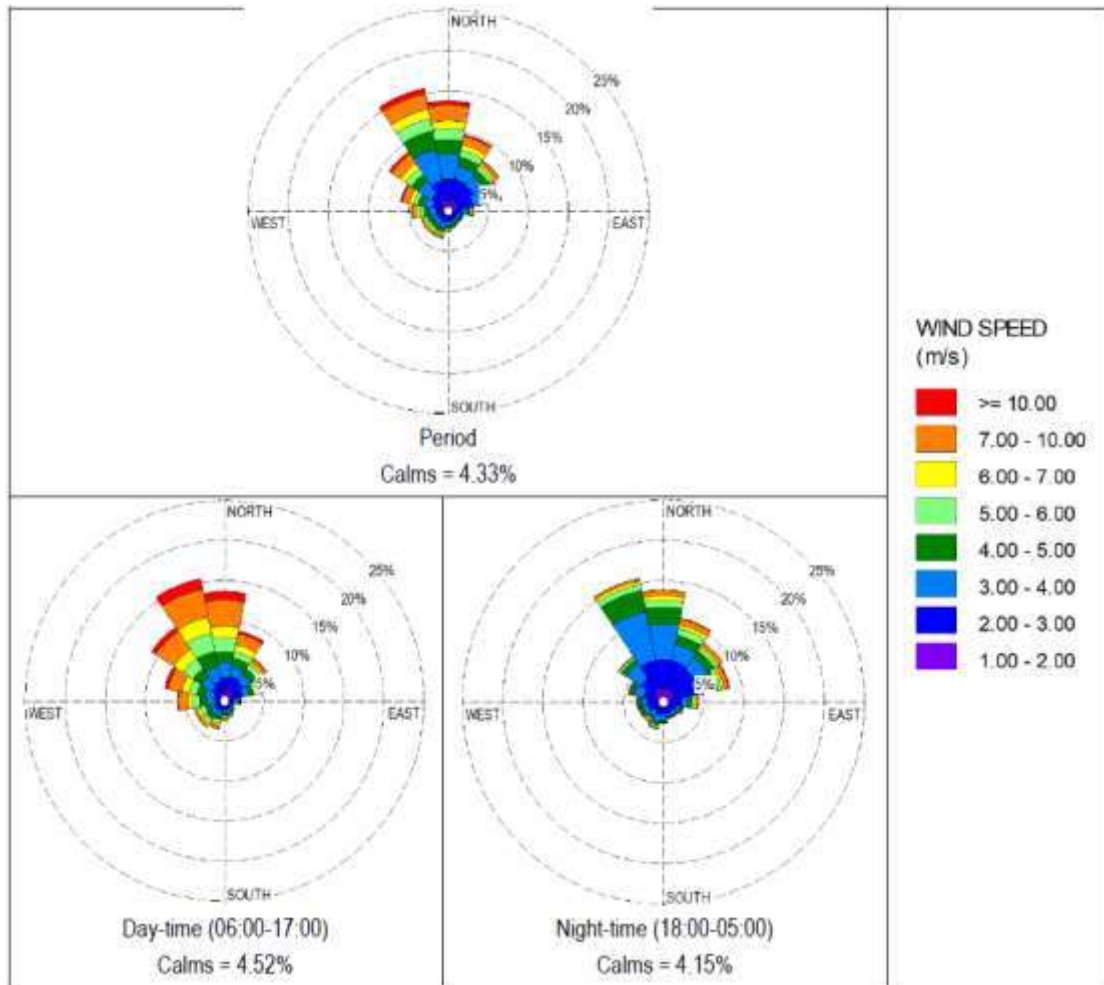 NORTH
25%
20%
15%
10%
5%
WEST
EAST
SOUTH
Period
Calms = 4.33%
NORTH
25%
20%
15%
10%
5%
WEST
EAST
SOUTH
Day-time (06:00-17:00)
Calms = 4.52%
NORTH
25%
20%
15%
10%
5%
WEST
EAST
SOUTH
Night-time (18:00-05:00)
Calms = 4.15%
WIND SPEED
(m/s)
>= 10.00
7.00 - 10.00
6.00 - 7.00
5.00 - 6.00
4.00 - 5.00
3.00 - 4.00
2.00 - 3.00
1.00 - 2.00